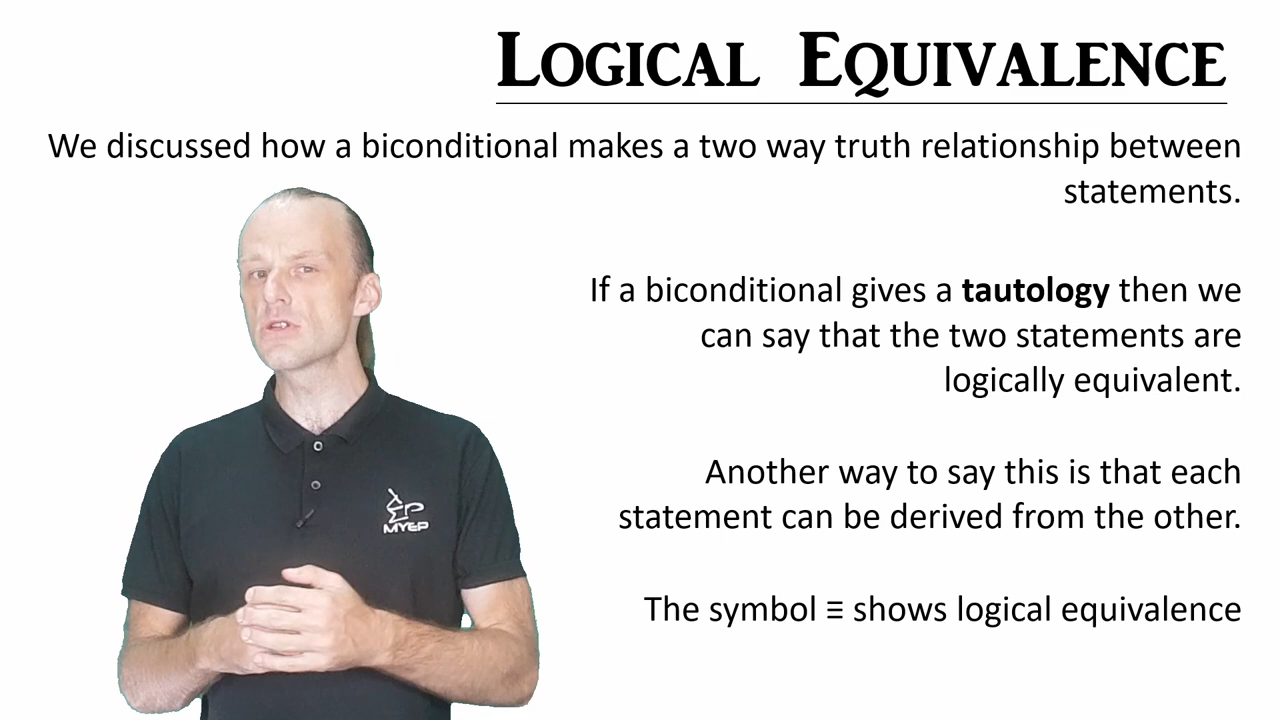 LOGICAL EQUIVALENCE
We discussed how a biconditional makes a two way truth relationship between
statements.
If a biconditional gives a tautology then we
can say that the two statements are
logically equivalent.
Another way to say this is that each
statement can be derived from the other.
The symbol ≡ shows logical equivalence
MYEP